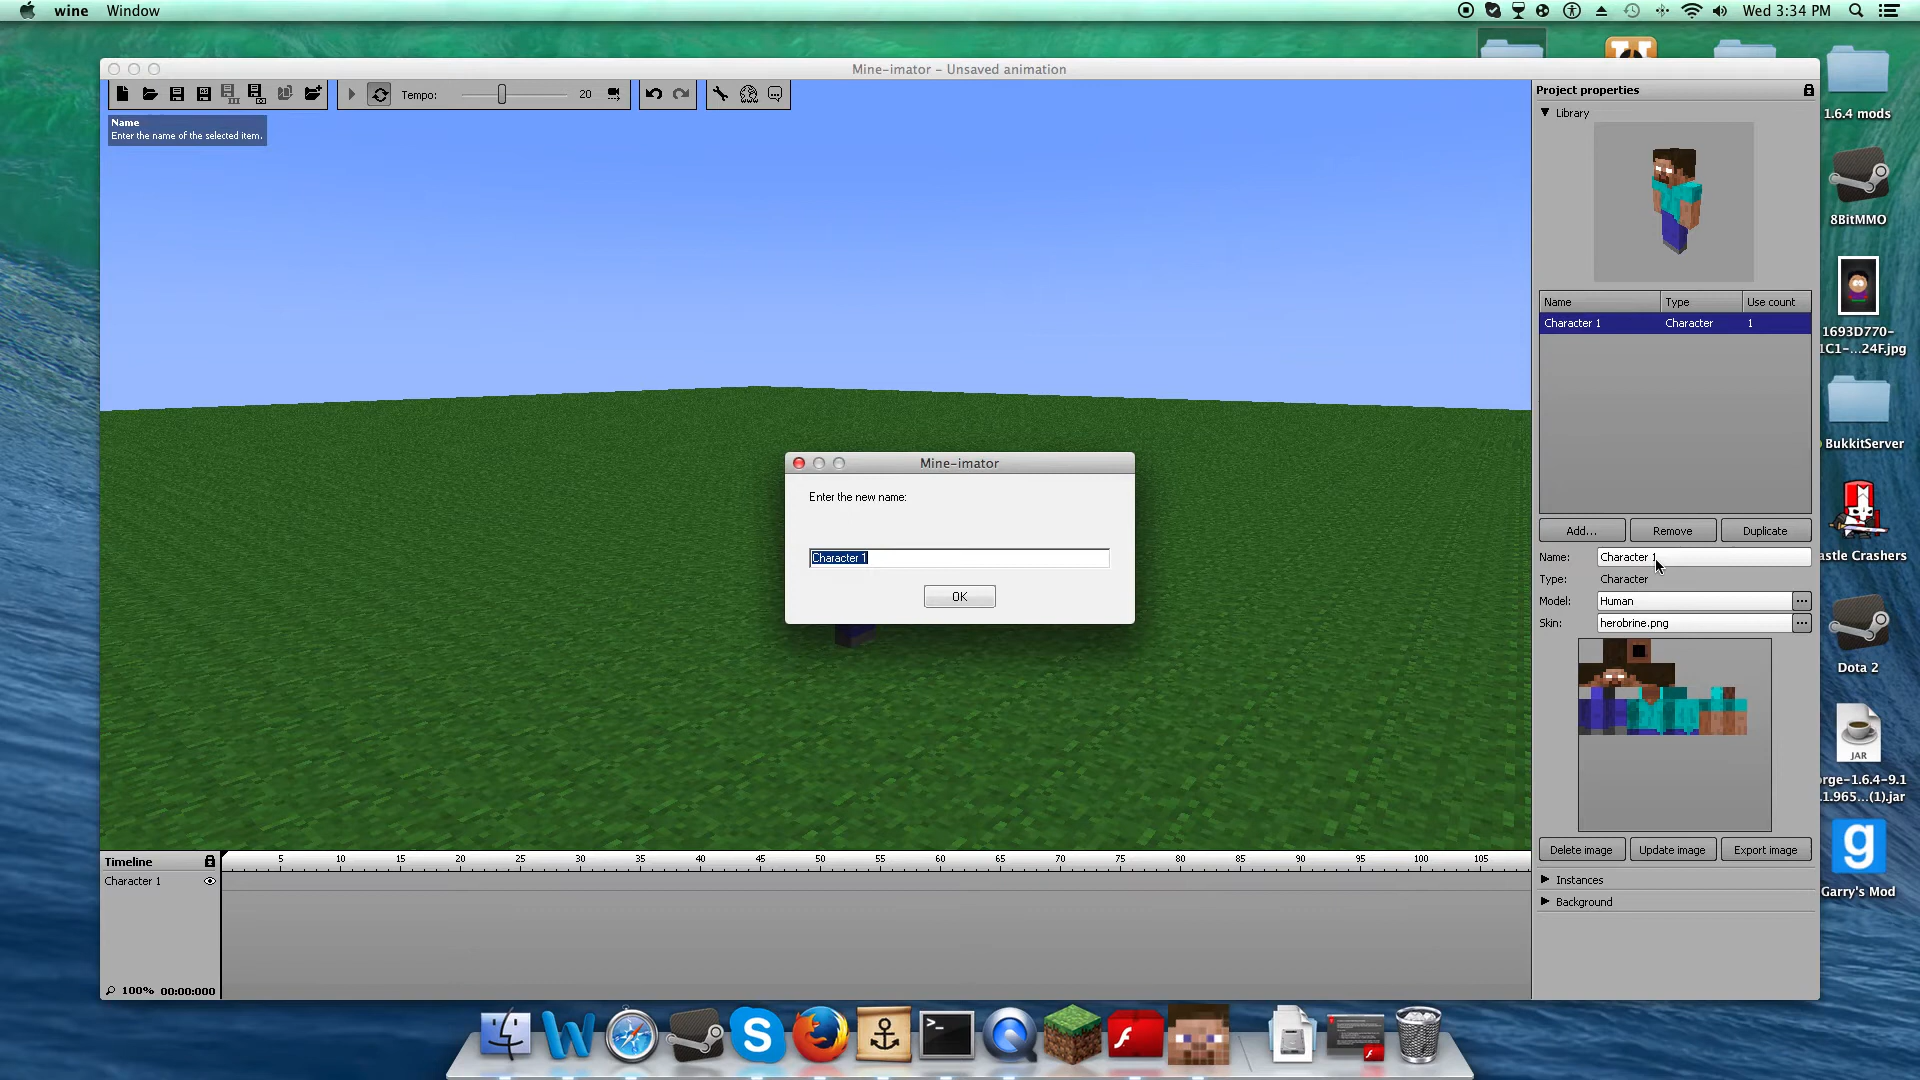 wine Window
Wed 3:34 PM
Mine-imator - Unsaved animation
Tempo: 20
Name
Enter the name of the selected item.
Project properties
Library
Name Type Use count
Character 1 Character 1
Add... Remove Duplicate
Name: Character 1
Type: Character
Model: Human ...
Skin: herobrine.png ...
Delete image Update image Export image
Instances
Background
Mine-imator
Enter the new name:
Character 1
OK
Timeline
5 10 15 20 25 30 35 40 45 50 55 60 65 70 75 80 85 90 95 100 105
Character 1
100% 00:00:000
1.6.4 mods
8BitMMO
1693D770-
1C1-...24F.jpg
BukkitServer
astle Crashers
Dota 2
JAR
rge-1.6.4-9.1
.1.965...(1).jar
g
Garry's Mod